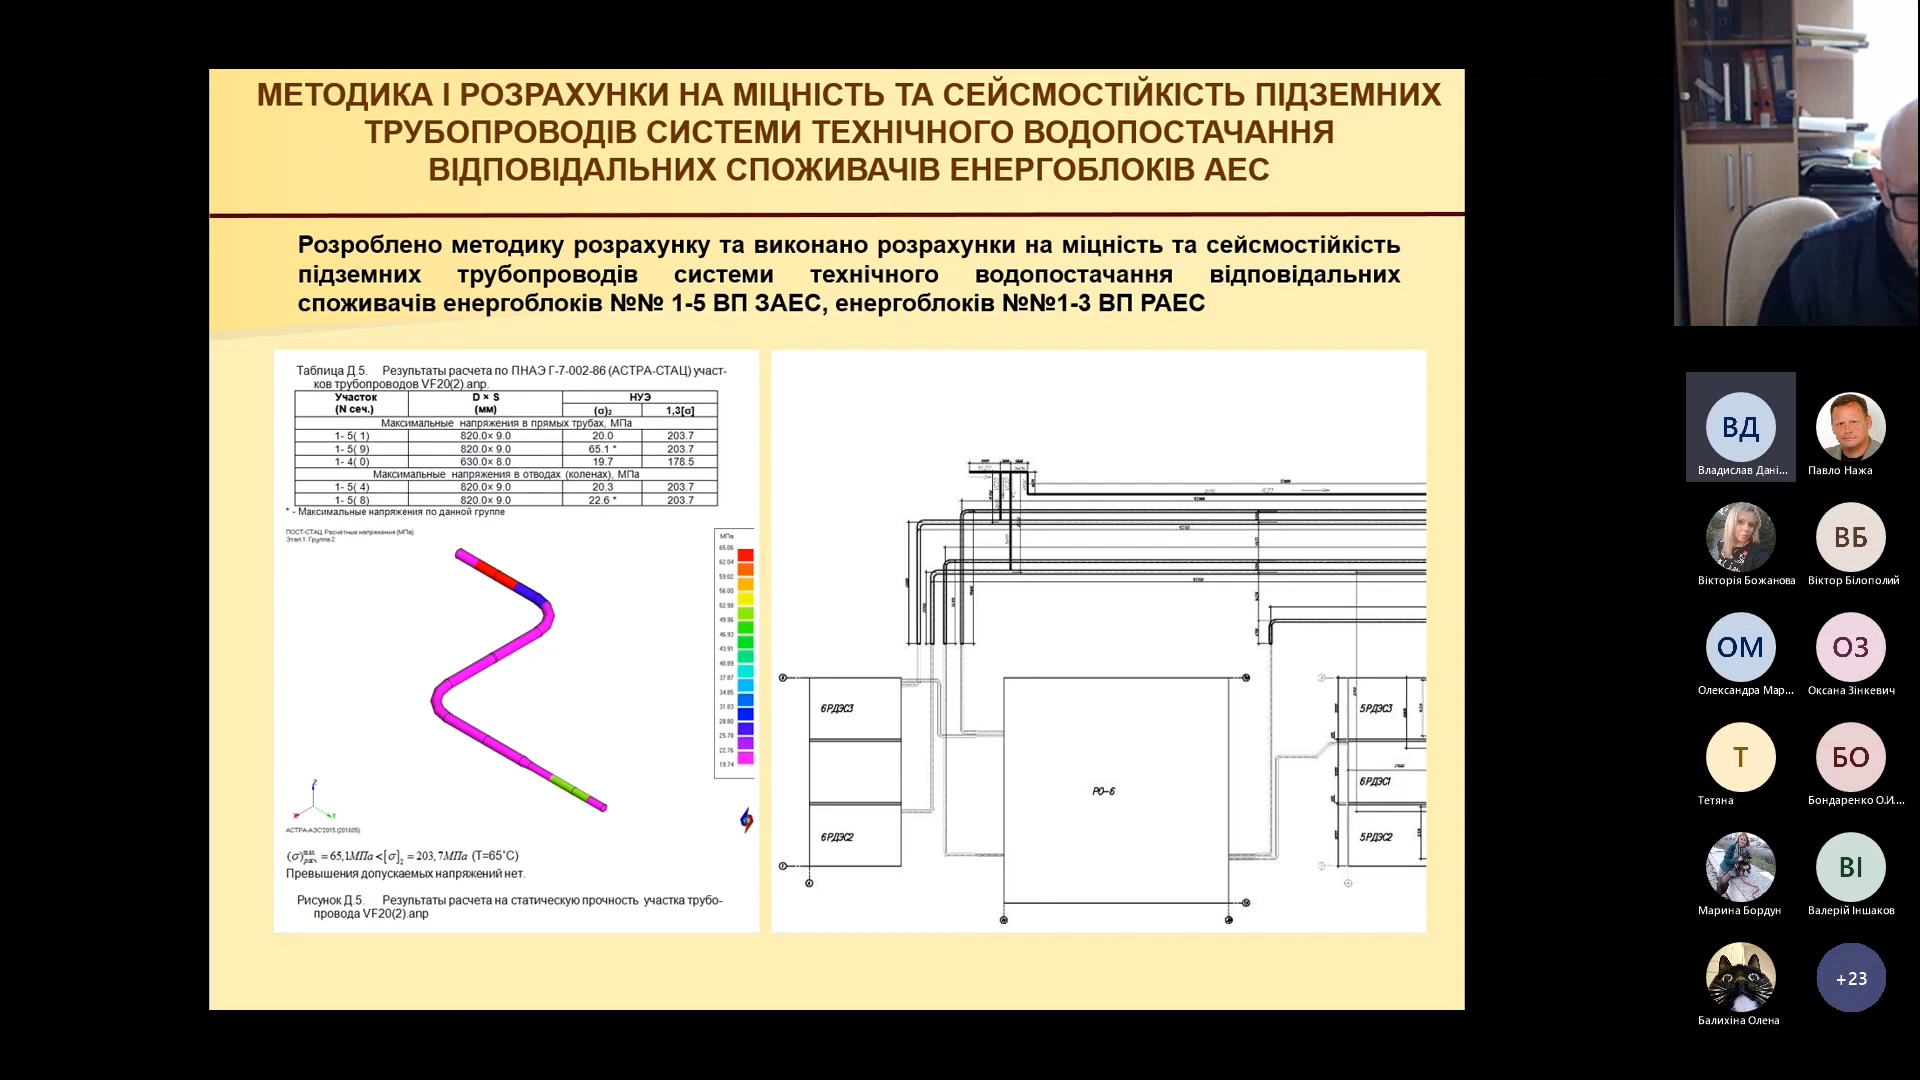 МЕТОДИКА І РОЗРАХУНКИ НА МІЦНІСТЬ ТА СЕЙСМОСТІЙКІСТЬ ПІДЗЕМНИХ
ТРУБОПРОВОДІВ СИСТЕМИ ТЕХНІЧНОГО ВОДОПОСТАЧАННЯ
ВІДПОВІДАЛЬНИХ СПОЖИВАЧІВ ЕНЕРГОБЛОКІВ АЕС
Розроблено методику розрахунку та виконано розрахунки на міцність та сейсмостійкість
підземних трубопроводів системи технічного водопостачання відповідальних
споживачів енергоблоків №№ 1-5 ВП ЗАЕС, енергоблоків №№1-3 ВП РАЕС
Таблица Д.5. Результаты расчета по ПНАЭ Г-7-002-86 (АСТРА-СТАЦ) участ-
ков трубопроводов VF20(2).апр.
Участок D × S НУЭ
(N сеч.) (мм) (σ)₂ 1,3[σ]
Максимальные напряжения в прямых трубах, МПа
1- 5( 1) 820.0× 9.0 20.0 203.7
1- 5( 9) 820.0× 9.0 65.1 * 203.7
1- 4( 0) 630.0× 8.0 19.7 178.5
Максимальные напряжения в отводах (коленах), МПа
1- 5( 4) 820.0× 9.0 20.3 203.7
1- 5( 8) 820.0× 9.0 22.6 * 203.7
* - Максимальные напряжения по данной группе
ПОСТ-СТАЦ. Расчётные напряжения (МПа).
Этап 1. Группа 2.
МПа
65.06
62.04
59.02
56.00
52.98
49.96
46.93
43.91
40.89
37.87
34.85
31.83
28.80
25.78
22.76
19.74
Z
X
Y
АСТРА-АЭС'2015 (201605).
(σ)max расч = 65,1МПа <[σ]₂ = 203,7МПа (T=65°C)
Превышения допускаемых напряжений нет.
Рисунок Д.5. Результаты расчета на статическую прочность участка трубо-
провода VF20(2).апр
6РДЭС3
6РДЭС2
РО-6
5РДЭС3
6РДЭС1
5РДЭС2
ВД
Владислав Дані...
Павло Нажа
Вікторія Божанова
ВБ
Віктор Білополий
ОМ
Олександра Мар...
ОЗ
Оксана Зінкевич
Т
Тетяна
БО
Бондаренко О.И....
Марина Бордун
ВІ
Валерій Іншаков
Балихіна Олена
+23